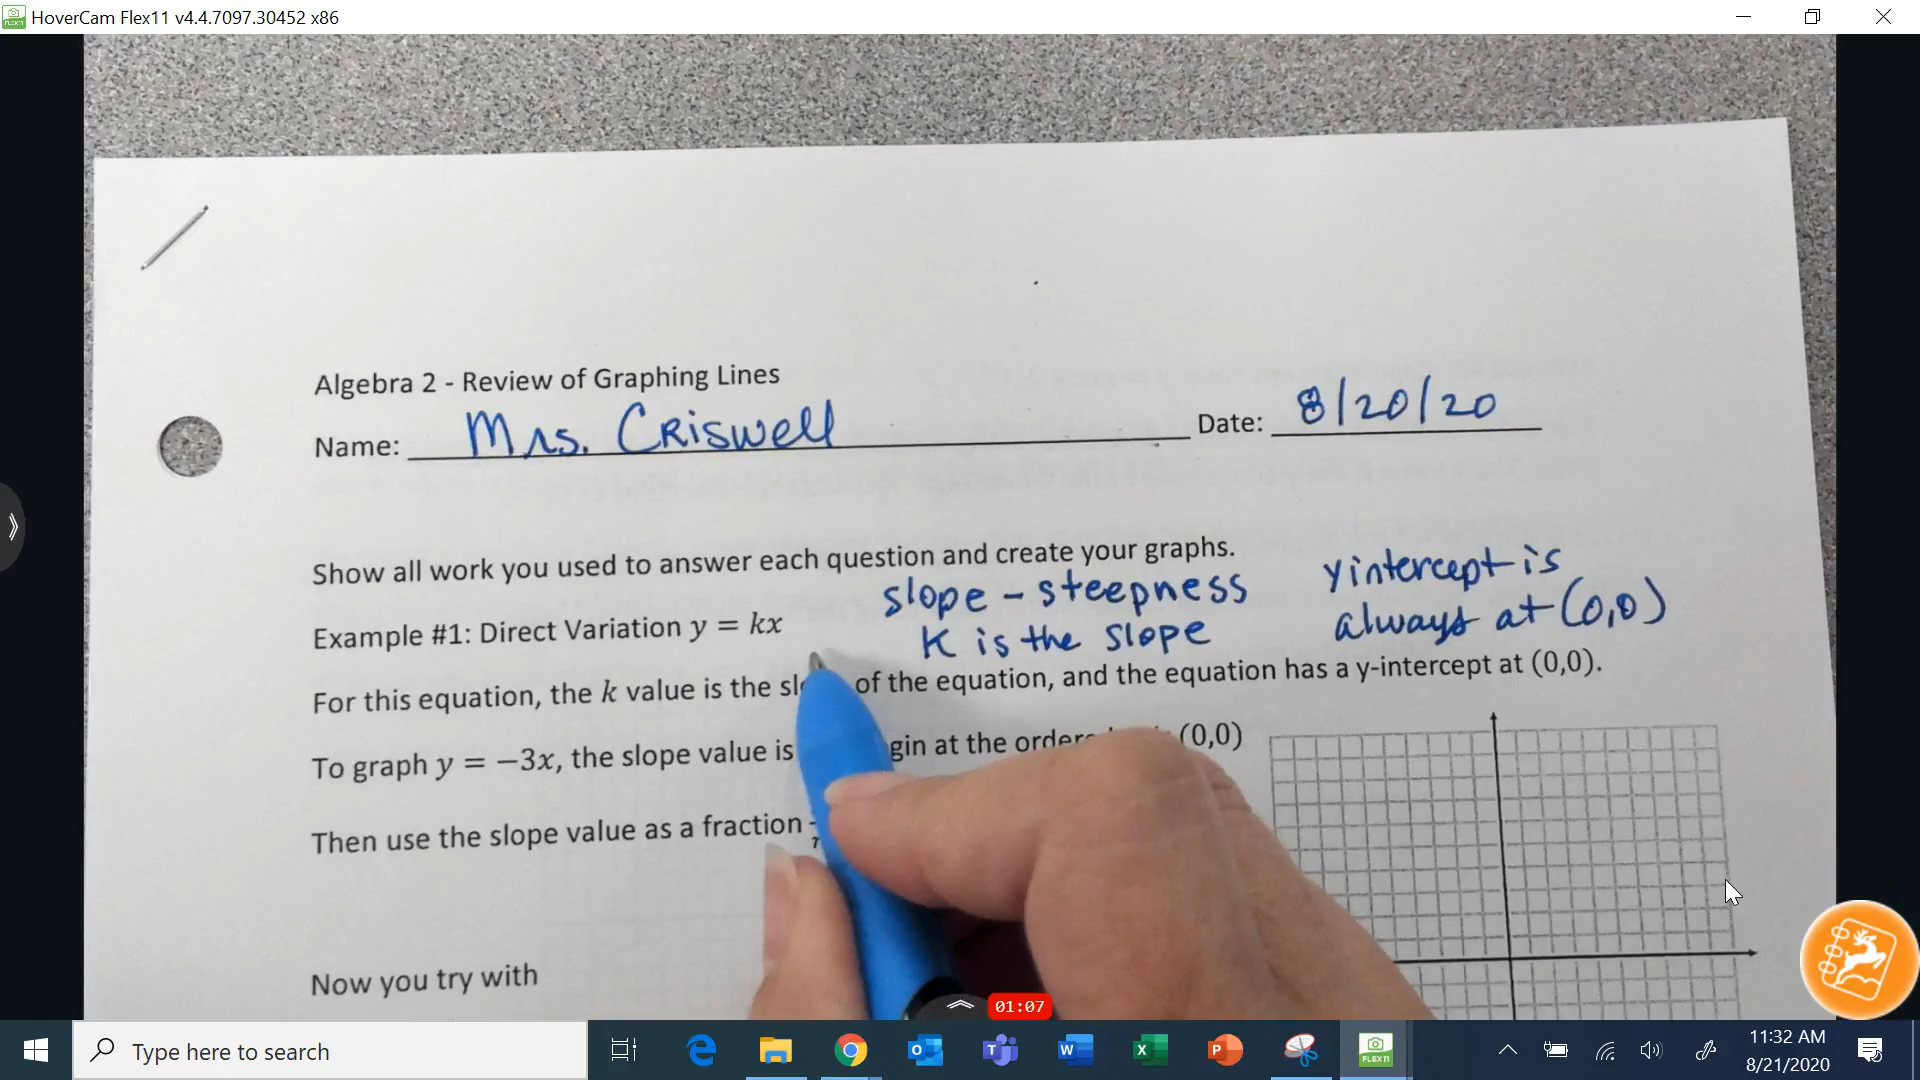 HoverCam Flex11 v4.4.7097.30452 x86
Algebra 2 - Review of Graphing Lines
Name: Mrs. Criswell Date: 8/20/20
Show all work you used to answer each question and create your graphs.
slope - steepness
K is the slope
y intercept is
always at (0,0)
Example #1: Direct Variation y = kx
For this equation, the k value is the of the equation, and the equation has a y-intercept at (0,0).
To graph y = −3x, the slope value is at the (0,0)
Then use the slope value as a fraction
Now you try with
01:07
Type here to search
FLEX11
11:32 AM
8/21/2020